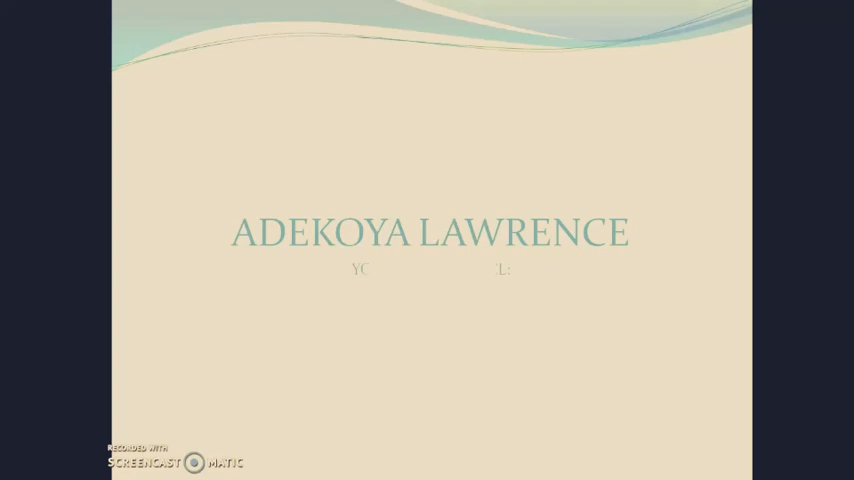 ADEKOYA LAWRENCE
RECORDED WITH
SCREENCAST MATIC